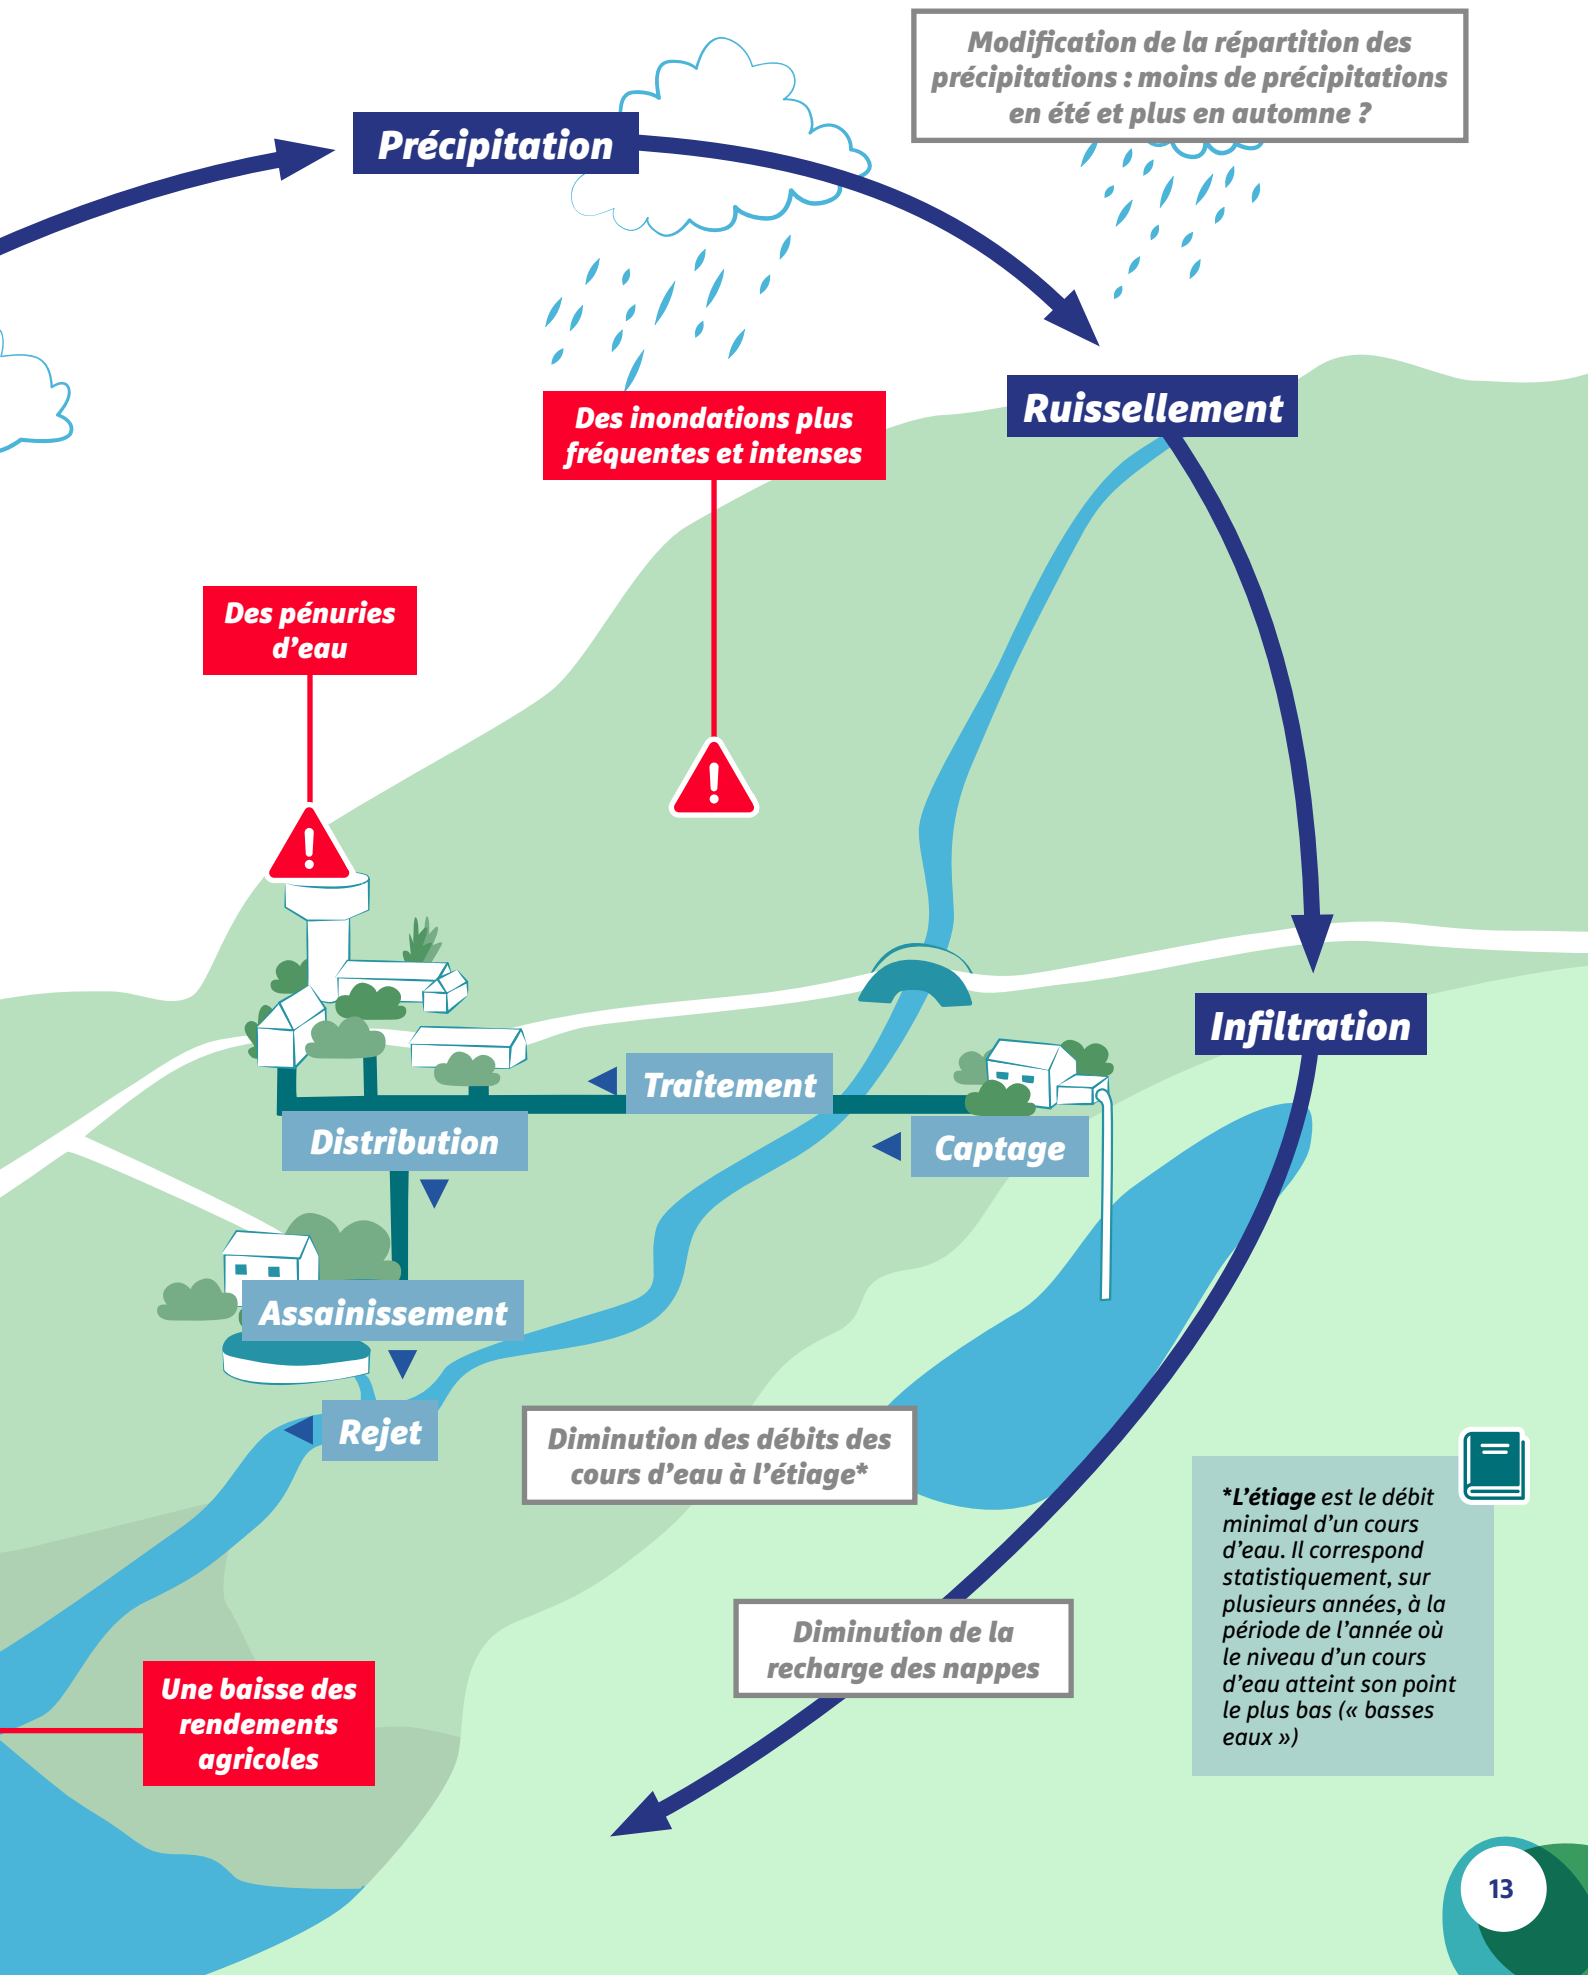 Modification de la répartition des
précipitations : moins de précipitations
en été et plus en automne ?
Précipitation
Ruissellement
Des inondations plus
fréquentes et intenses
Des pénuries
d’eau
Infiltration
Traitement
Distribution
Captage
Assainissement
Rejet
Diminution des débits des
cours d’eau à l’étiage*
*L’étiage est le débit
minimal d’un cours
d’eau. Il correspond
statistiquement, sur
plusieurs années, à la
période de l’année où
le niveau d’un cours
d’eau atteint son point
le plus bas (« basses
eaux »)
Diminution de la
recharge des nappes
Une baisse des
rendements
agricoles
13